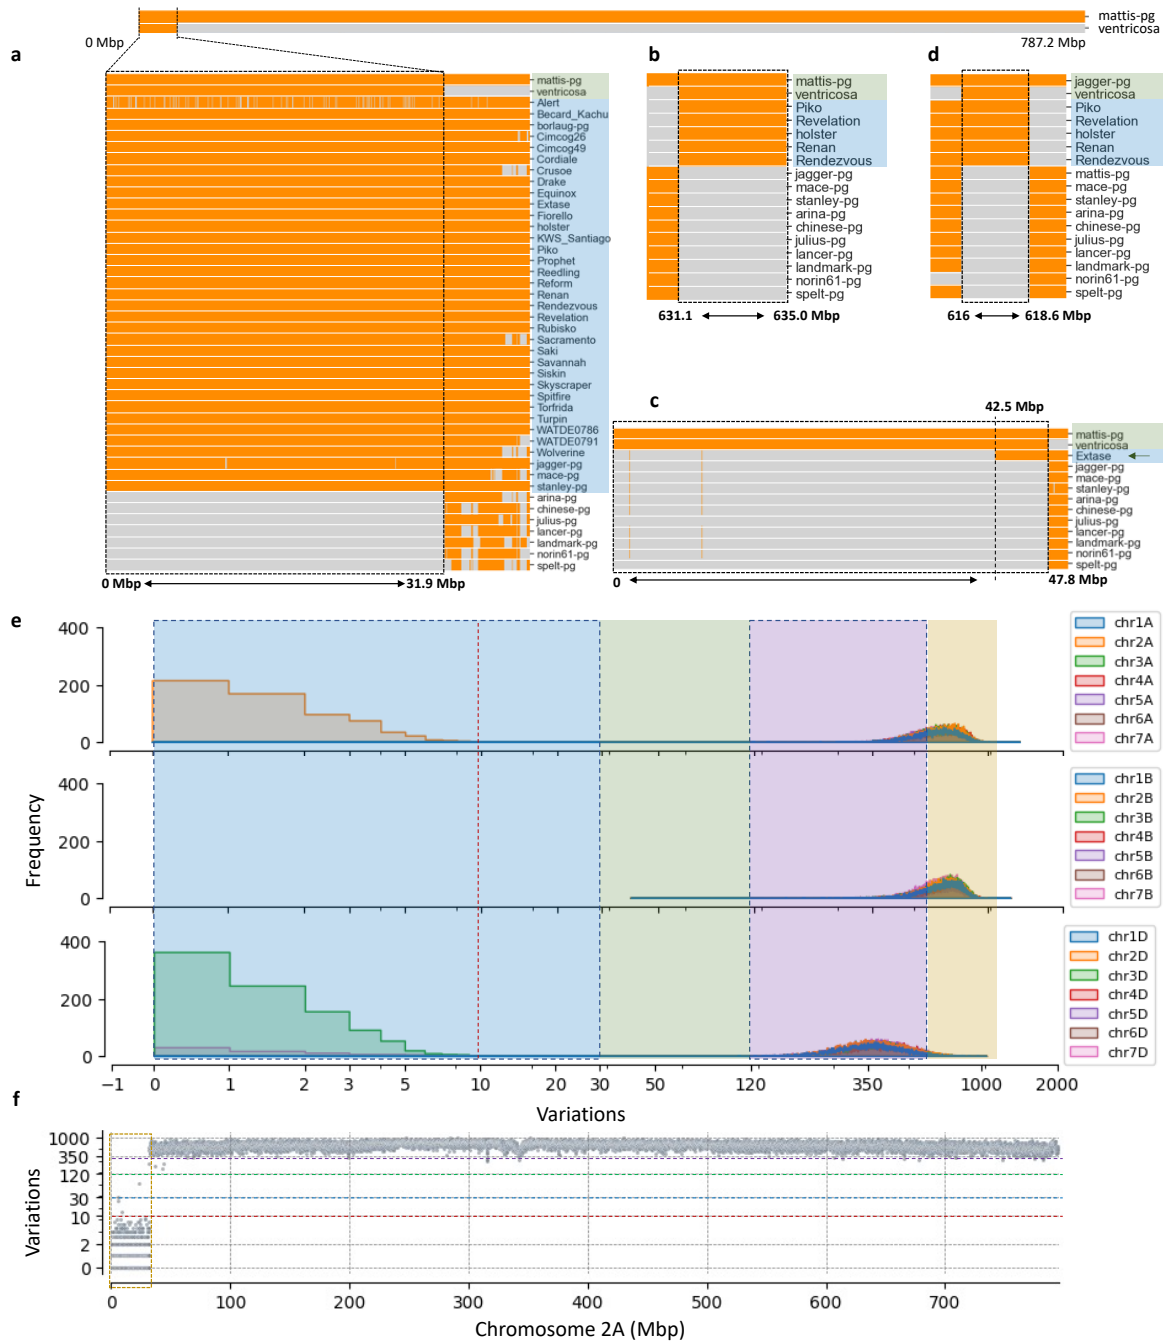 mattis-pg
ventricosa
0 Mbp
787.2 Mbp
a
mattis-pg
ventricosa
Alert
Becard_Kachu
borlaug-pg
Cimcog26
Cimcog49
Cordiale
Crusoe
Drake
Equinox
Extase
Fiorello
holster
KWS_Santiago
Piko
Prophet
Reedling
Reform
Renan
Rendezvous
Revelation
Rubisko
Sacramento
Saki
Savannah
Siskin
Skyscraper
Spitfire
Torfrida
Turpin
WATDE0786
WATDE0791
Wolverine
jagger-pg
mace-pg
stanley-pg
arina-pg
chinese-pg
julius-pg
lancer-pg
landmark-pg
norin61-pg
spelt-pg
0 Mbp
31.9 Mbp
b
mattis-pg
ventricosa
Piko
Revelation
holster
Renan
Rendezvous
jagger-pg
mace-pg
stanley-pg
arina-pg
chinese-pg
julius-pg
lancer-pg
landmark-pg
norin61-pg
spelt-pg
631.1
635.0 Mbp
d
jagger-pg
ventricosa
Piko
Revelation
holster
Renan
Rendezvous
mattis-pg
mace-pg
stanley-pg
arina-pg
chinese-pg
julius-pg
lancer-pg
landmark-pg
norin61-pg
spelt-pg
616
618.6 Mbp
c
42.5 Mbp
mattis-pg
ventricosa
Extase
jagger-pg
mace-pg
stanley-pg
arina-pg
chinese-pg
julius-pg
lancer-pg
landmark-pg
norin61-pg
spelt-pg
0
47.8 Mbp
e
400
200
0
chr1A
chr2A
chr3A
chr4A
chr5A
chr6A
chr7A
Frequency
400
200
0
chr1B
chr2B
chr3B
chr4B
chr5B
chr6B
chr7B
400
200
0
chr1D
chr2D
chr3D
chr4D
chr5D
chr6D
chr7D
−1 0 1 2 3 5 10 20 30 50 120 350 1000 2000
Variations
f
Variations
1000
350
120
30
10
2
0
0 100 200 300 400 500 600 700
Chromosome 2A (Mbp)